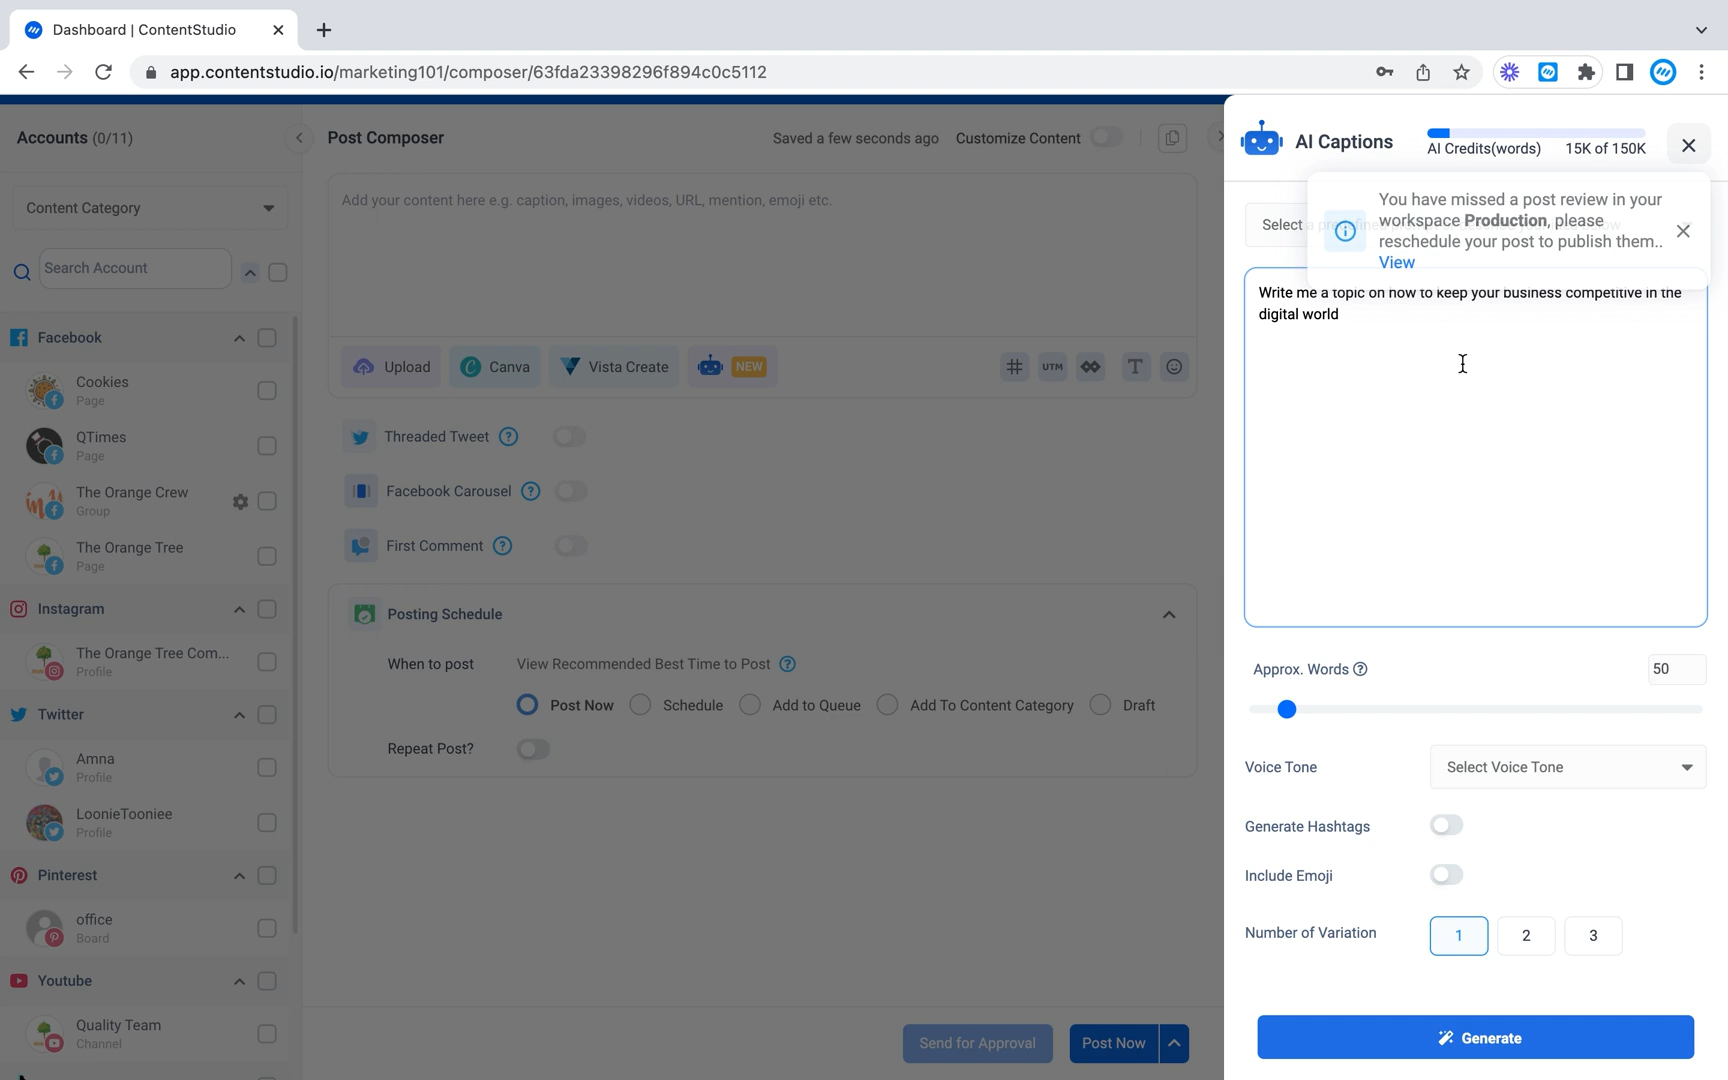 Dashboard | ContentStudio
app.contentstudio.io/marketing101/composer/63fda23398296f894c0c5112
Accounts (0/11)
Content Category
Search Account
Facebook
Cookies
Page
QTimes
Page
The Orange Crew
Group
The Orange Tree
Page
Instagram
The Orange Tree Com...
Profile
Twitter
Amna
Profile
LoonieTooniee
Profile
Pinterest
office
Board
Youtube
Quality Team
Channel
Post Composer
Saved a few seconds ago
Customize Content
Add your content here e.g. caption, images, videos, URL, mention, emoji etc.
Upload
Canva
Vista Create
NEW
UTM
Threaded Tweet
Facebook Carousel
First Comment
Posting Schedule
When to post
View Recommended Best Time to Post
Post Now
Schedule
Add to Queue
Add To Content Category
Draft
Repeat Post?
Send for Approval
Post Now
AI Captions
AI Credits(words) 15K of 150K
Select
You have missed a post review in your
workspace Production, please
reschedule your post to publish them..
View
Write me a topic on how to keep your business competitive in the
digital world
Approx. Words
50
Voice Tone
Select Voice Tone
Generate Hashtags
Include Emoji
Number of Variation
1
2
3
Generate